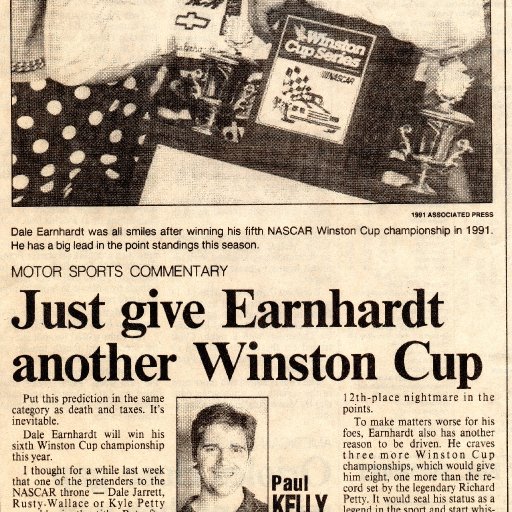 Winston
Cup Series
NASCAR
1991 ASSOCIATED PRESS
Dale Earnhardt was all smiles after winning his fifth NASCAR Winston Cup championship in 1991.
He has a big lead in the point standings this season.
MOTOR SPORTS COMMENTARY
Just give Earnhardt
another Winston Cup
Put this prediction in the same
category as death and taxes. It's
inevitable.
Dale Earnhardt will win his
sixth Winston Cup championship
this year.
I thought for a while last week
that one of the pretenders to the
NASCAR throne — Dale Jarrett,
Rusty Wallace or Kyle Petty
Paul
KELLY
12th-place nightmare in the
points.
To make matters worse for his
foes, Earnhardt also has another
reason to be driven. He craves
three more Winston Cup
championships, which would give
him eight, one more than the re-
cord set by the legendary Richard
Petty. It would seal his status as a
legend in the sport and start whis-